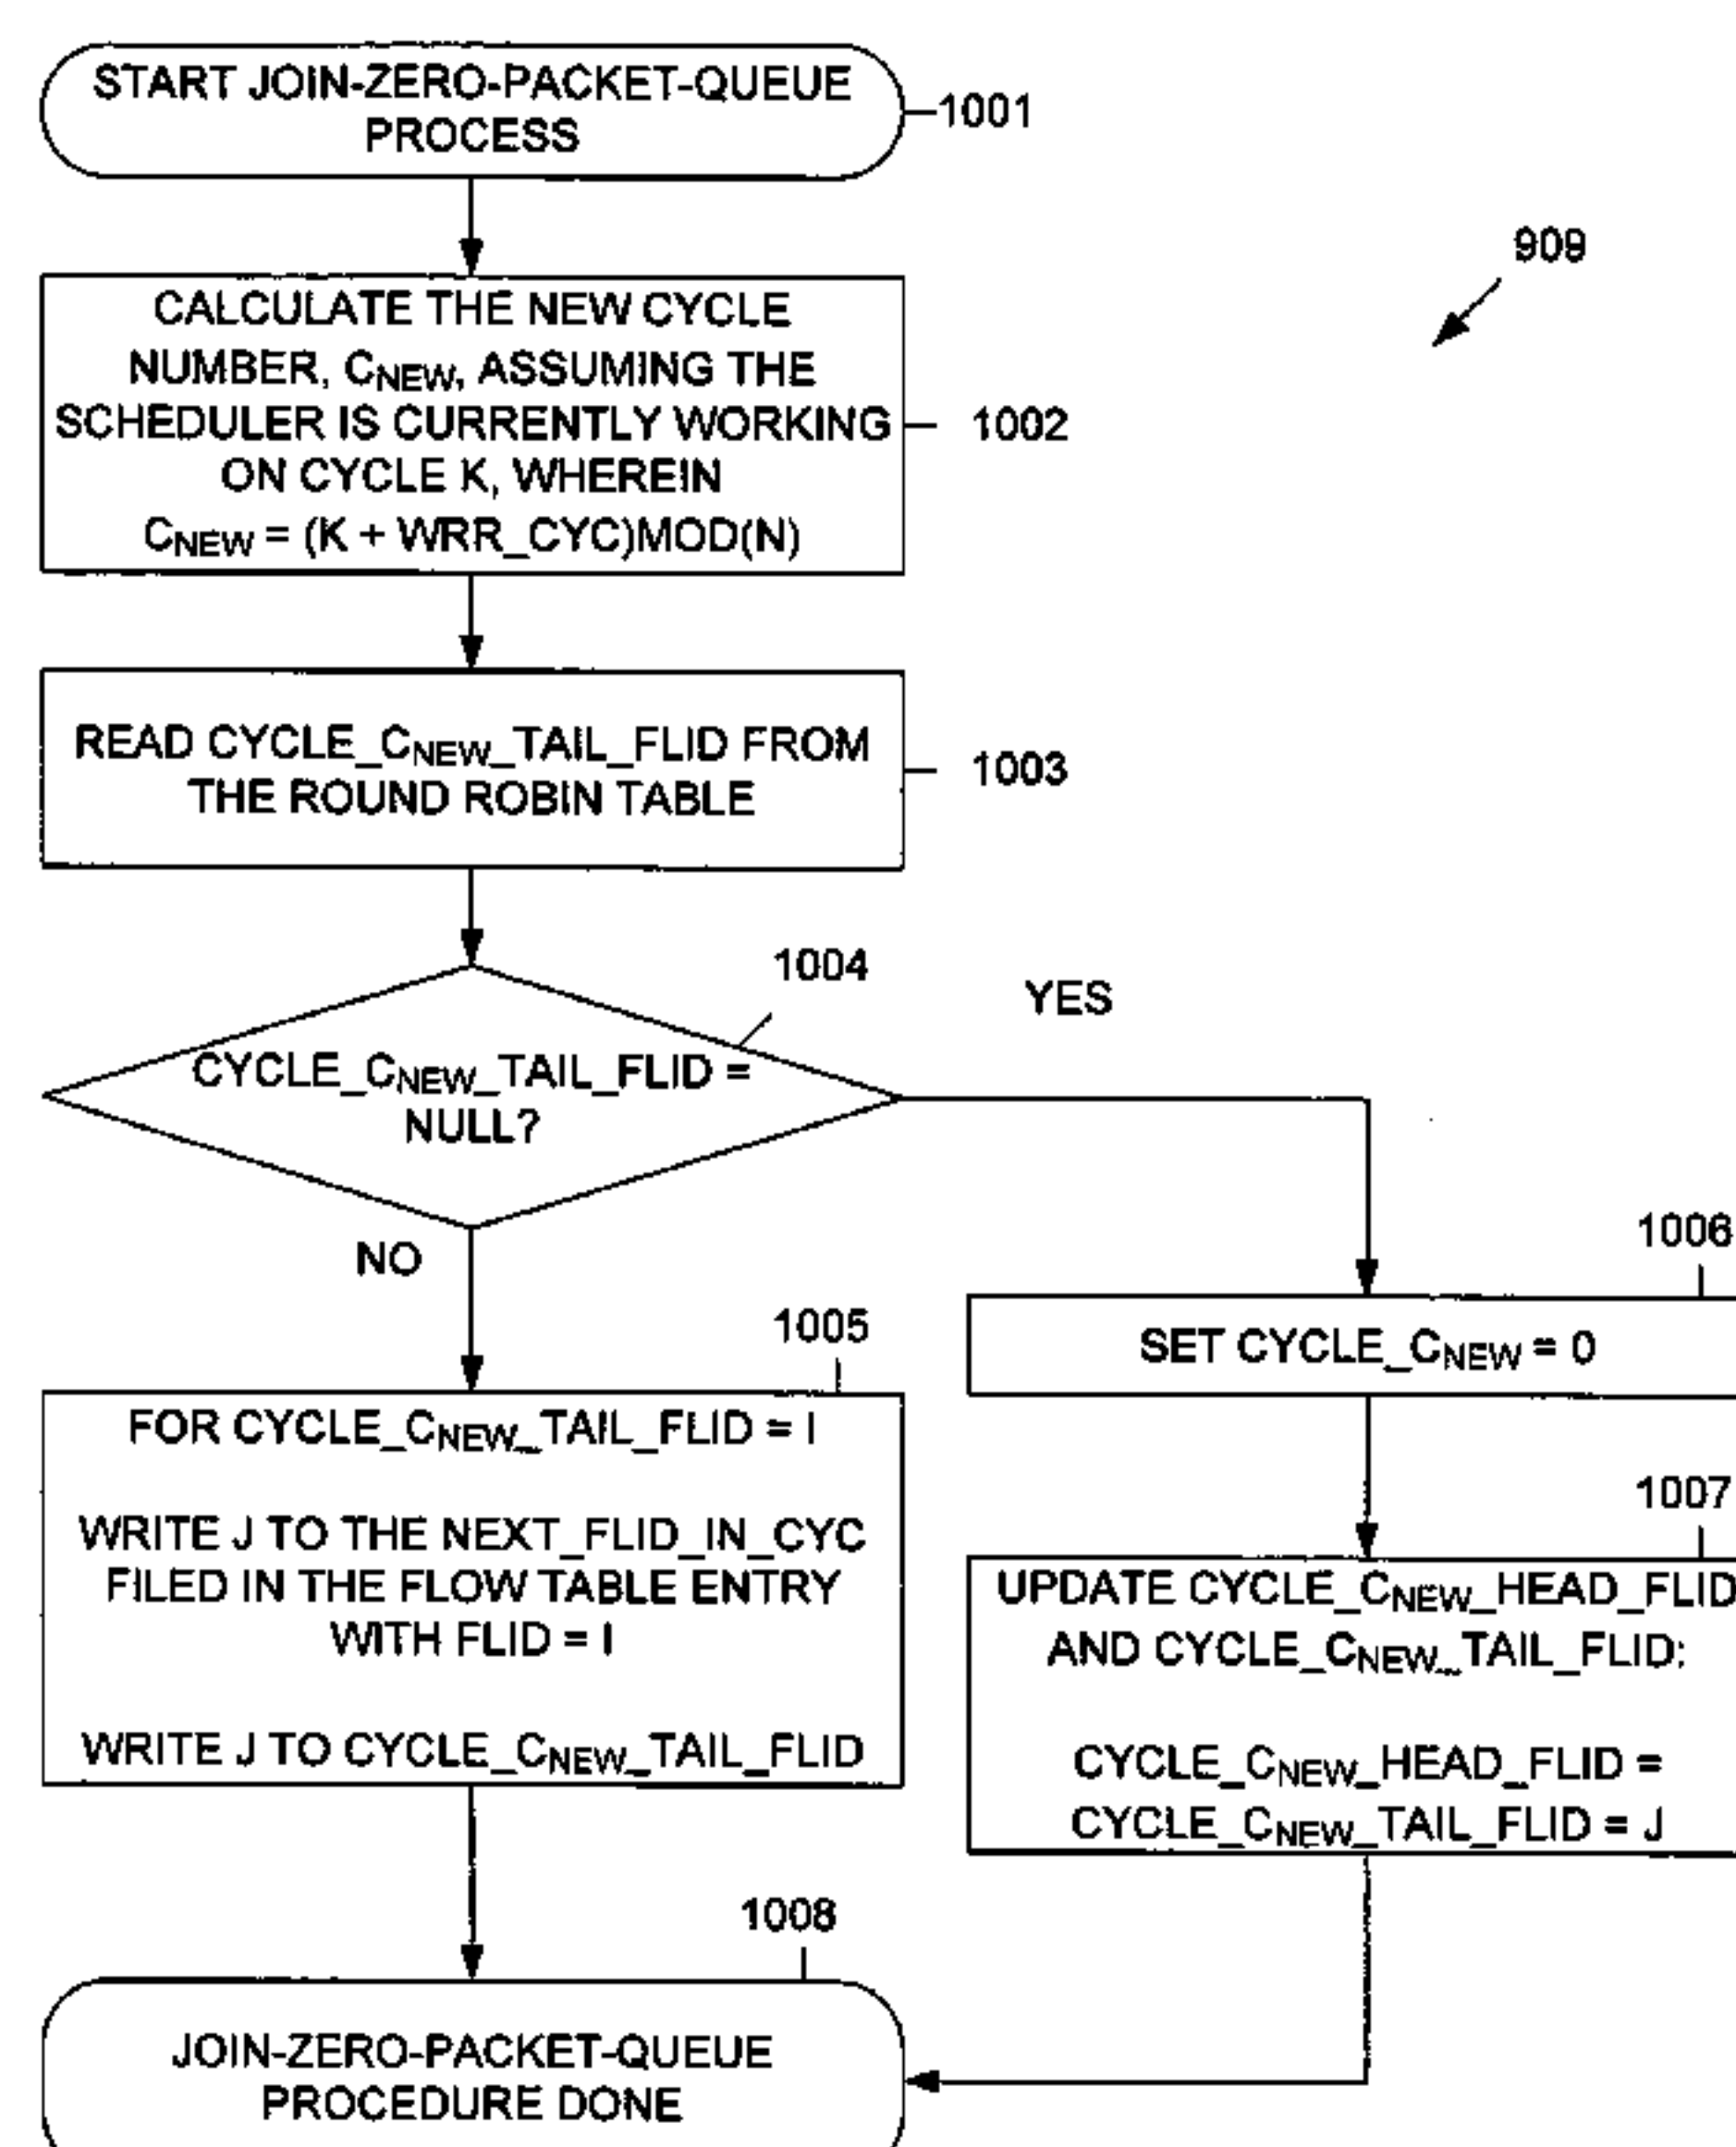 START JOIN-ZERO-PACKET-QUEUE
PROCESS
1001
909
CALCULATE THE NEW CYCLE
NUMBER, CNEW, ASSUMING THE
SCHEDULER IS CURRENTLY WORKING
ON CYCLE K, WHEREIN
CNEW = (K + WRR_CYC)MOD(N)
1002
READ CYCLE_CNEW_TAIL_FLID FROM
THE ROUND ROBIN TABLE
1003
1004
YES
CYCLE_CNEW_TAIL_FLID =
NULL?
NO
1005
FOR CYCLE_CNEW_TAIL_FLID = I
WRITE J TO THE NEXT_FLID_IN_CYC
FILED IN THE FLOW TABLE ENTRY
WITH FLID = I
WRITE J TO CYCLE_CNEW_TAIL_FLID
1006
SET CYCLE_CNEW = 0
1007
UPDATE CYCLE_CNEW_HEAD_FLID
AND CYCLE_CNEW_TAIL_FLID:
CYCLE_CNEW_HEAD_FLID =
CYCLE_CNEW_TAIL_FLID = J
1008
JOIN-ZERO-PACKET-QUEUE
PROCEDURE DONE